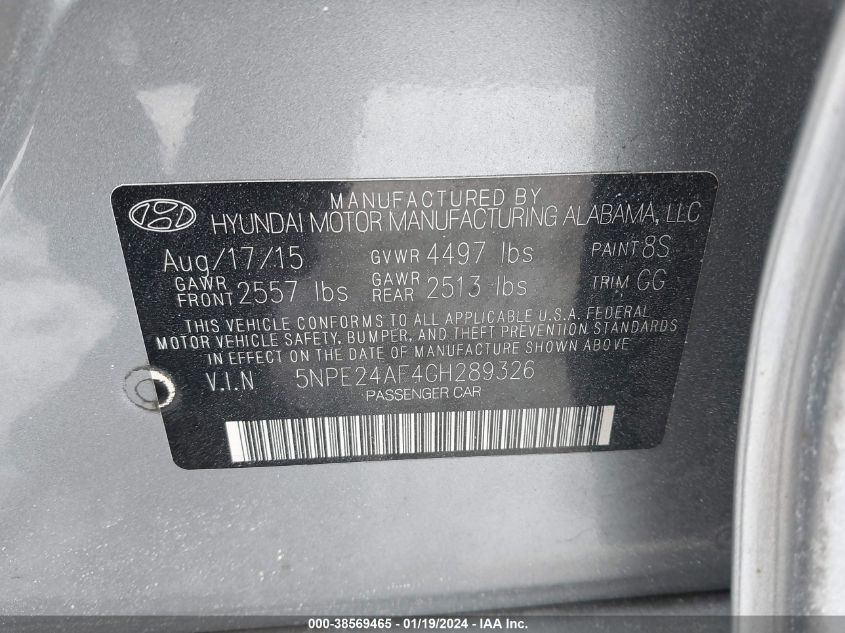 MANUFACTURED BY
HYUNDAI MOTOR MANUFACTURING ALABAMA, LLC
Aug/17/15 GVWR 4497 lbs PAINT 8S
GAWR FRONT 2557 lbs GAWR REAR 2513 lbs TRIM GG
THIS VEHICLE CONFORMS TO ALL APPLICABLE U.S.A. FEDERAL
MOTOR VEHICLE SAFETY, BUMPER, AND THEFT PREVENTION STANDARDS
IN EFFECT ON THE DATE OF MANUFACTURE SHOWN ABOVE.
V.I.N 5NPE24AF4GH289326
PASSENGER CAR
000-38569465 - 01/19/2024 - IAA Inc.